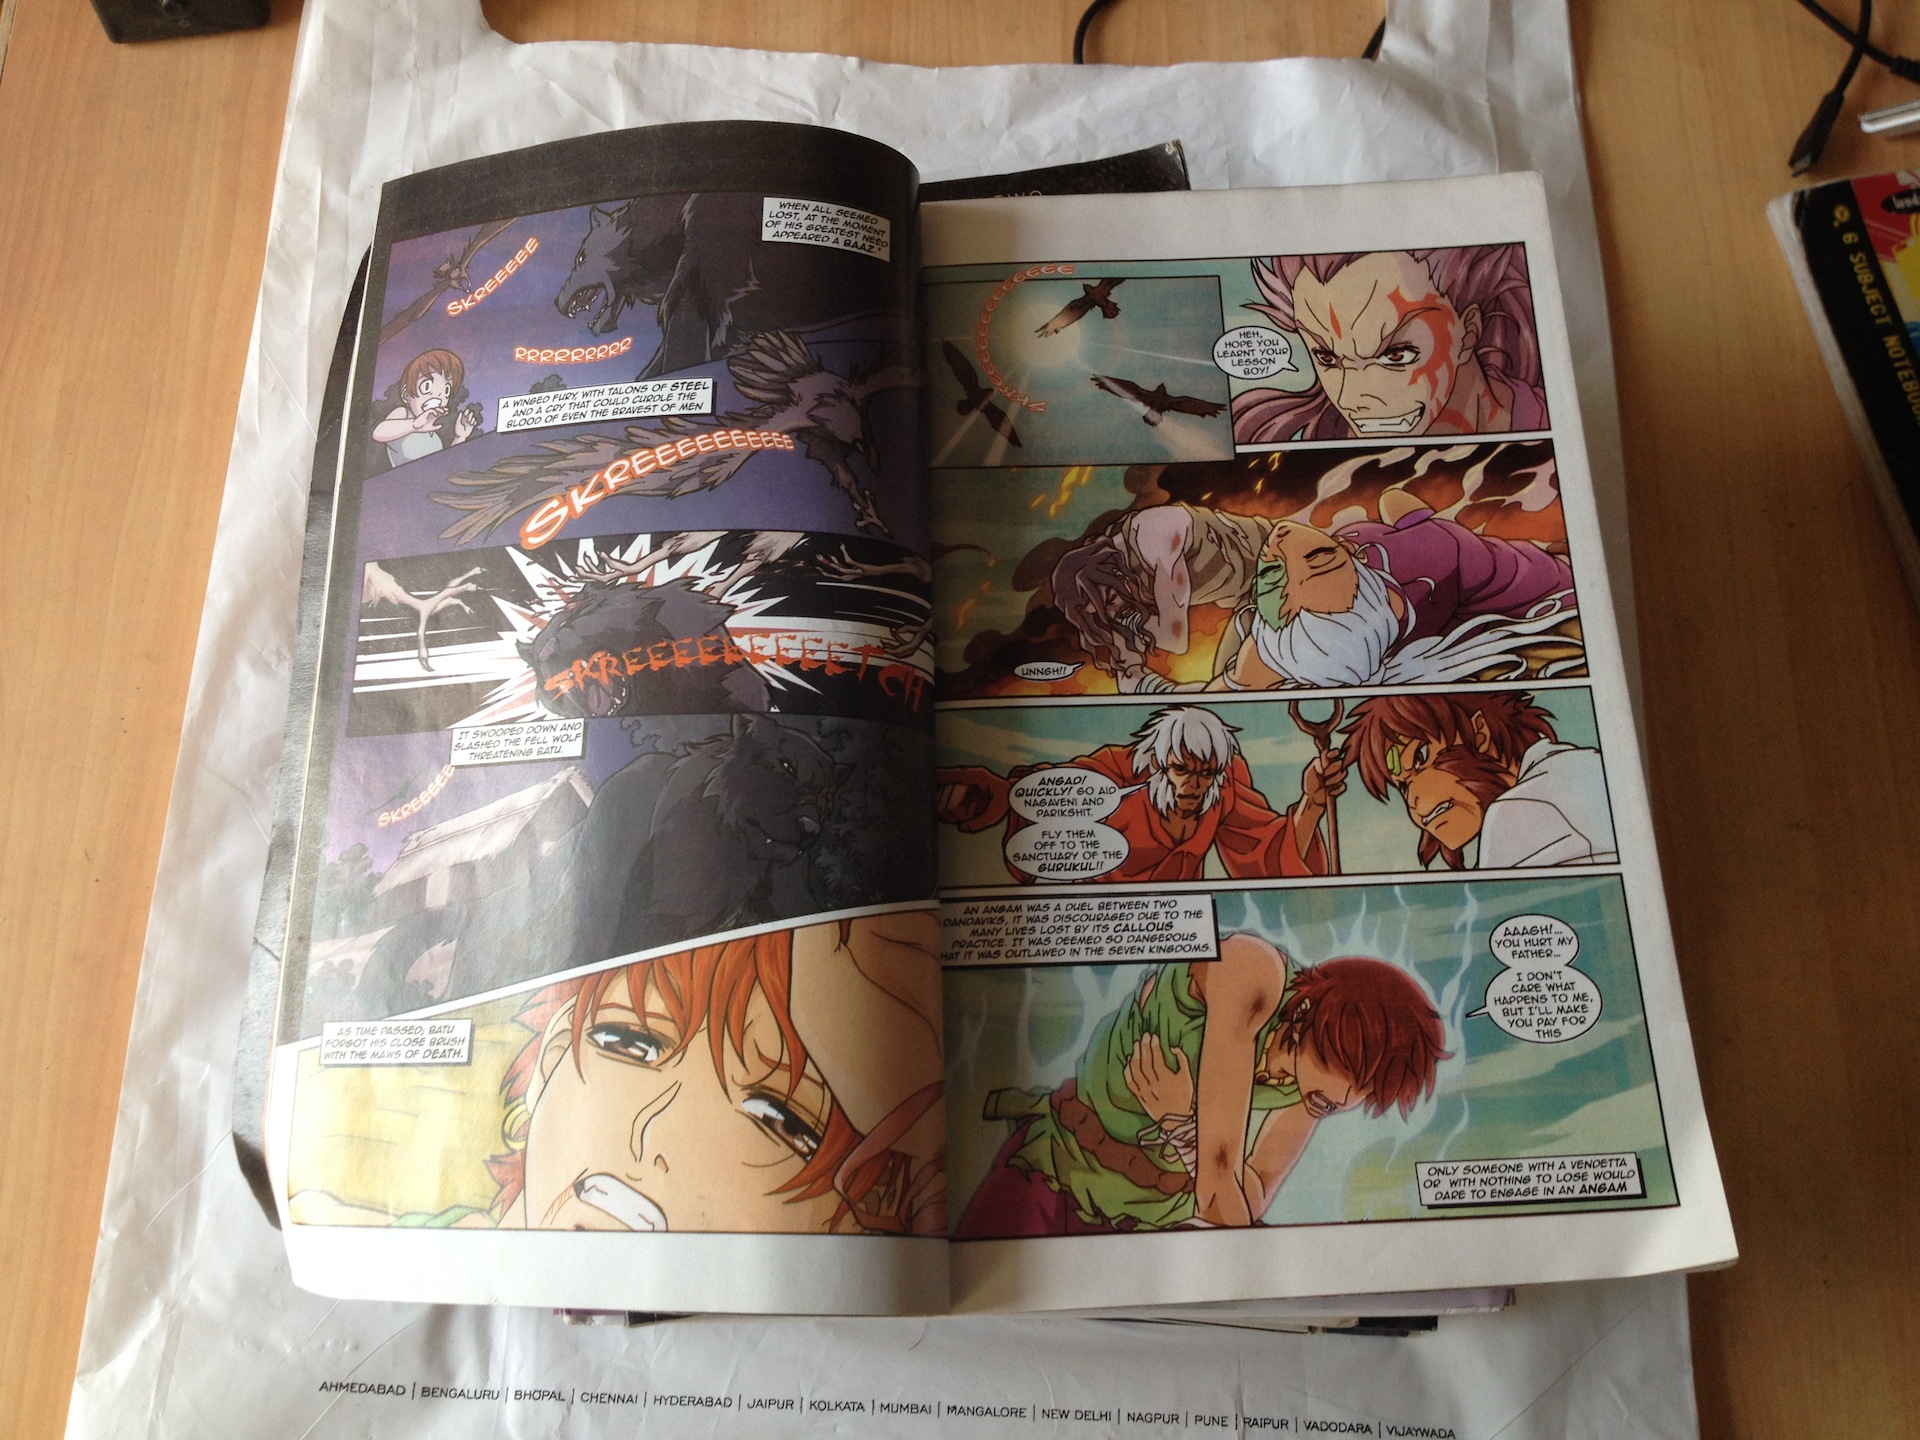 WHEN ALL SEEMED
LOST, AT THE MOMENT
OF HIS GREATEST NEED
APPEARED A BAAZ.*
SKREEEEE
RRRRRRRRR
A WINGED FURY, WITH TALONS OF STEEL
AND A CRY THAT COULD CURDLE THE
BLOOD OF EVEN THE BRAVEST OF MEN
SKREEEEEEEEEEE
SKREEEEEEEEEETCH
IT SWOOPED DOWN AND
SLASHED THE FELL WOLF
THREATENING BATU.
SKREEEEE
AS TIME PASSED; BATU
FORGOT HIS CLOSE BRUSH
WITH THE MAWS OF DEATH.
SKREEEEEEEEEEEEEEEE
HEH,
HOPE YOU
LEARNT YOUR
LESSON
BOY!
UNNGH!!
ANGAD!
QUICKLY! GO AID
NAGAVENI AND
PARIKSHIT.
FLY THEM
OFF TO THE
SANCTUARY OF THE
GURUKUL!!
AN ANGAM WAS A DUEL BETWEEN TWO
DANDAVIKS, IT WAS DISCOURAGED DUE TO THE
MANY LIVES LOST BY ITS CALLOUS
PRACTICE. IT WAS DEEMED SO DANGEROUS
THAT IT WAS OUTLAWED IN THE SEVEN KINGDOMS.
AAAGH!...
YOU HURT MY
FATHER...
I DON'T
CARE WHAT
HAPPENS TO ME,
BUT I'LL MAKE
YOU PAY FOR
THIS
ONLY SOMEONE WITH A VENDETTA
OR WITH NOTHING TO LOSE WOULD
DARE TO ENGAGE IN AN ANGAM
6 SUBJECT NOTEBOO
AHMEDABAD | BENGALURU | BHOPAL | CHENNAI | HYDERABAD | JAIPUR | KOLKATA | MUMBAI | MANGALORE | NEW DELHI | NAGPUR | PUNE | RAIPUR | VADODARA | VIJAYWADA